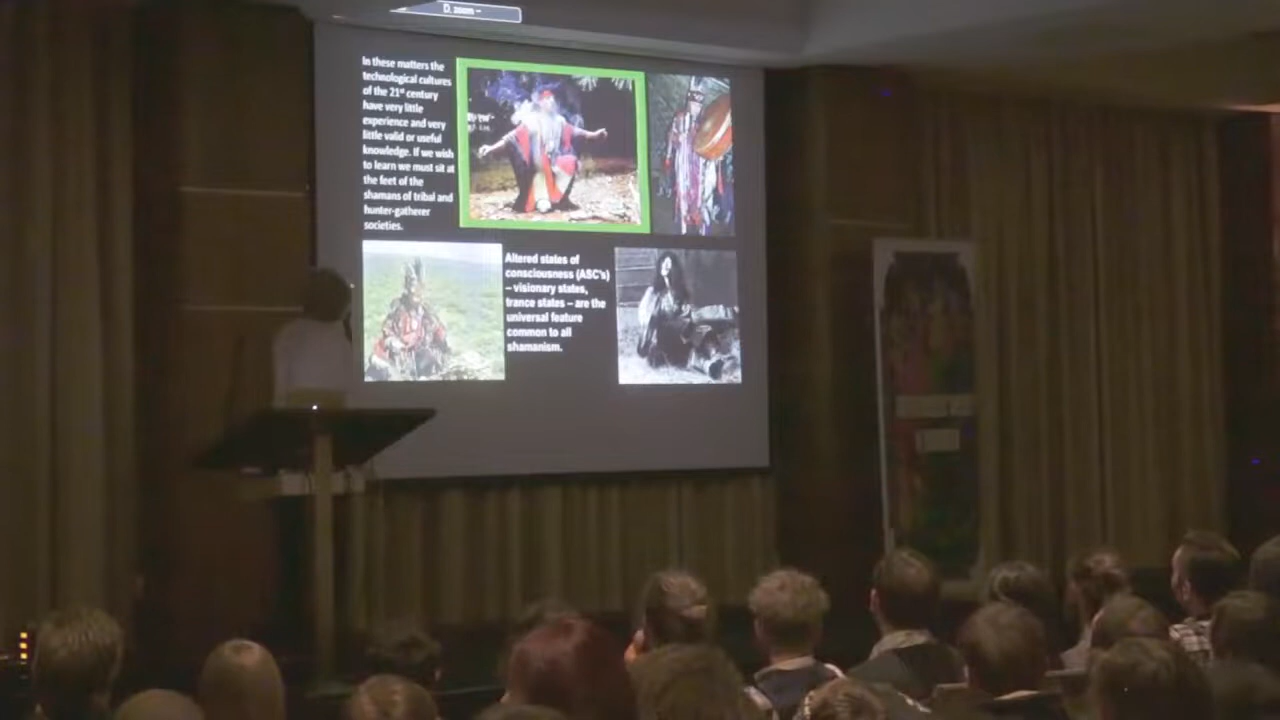 D. zoom
In these matters the
technological cultures
of the 21st century
have very little
experience and very
little valid or useful
knowledge. If we wish
to learn we must sit at
the feet of the
shamans of tribal and
hunter-gatherer
societies.
Altered states of
consciousness (ASC's)
– visionary states,
trance states – are the
universal feature
common to all
shamanism.